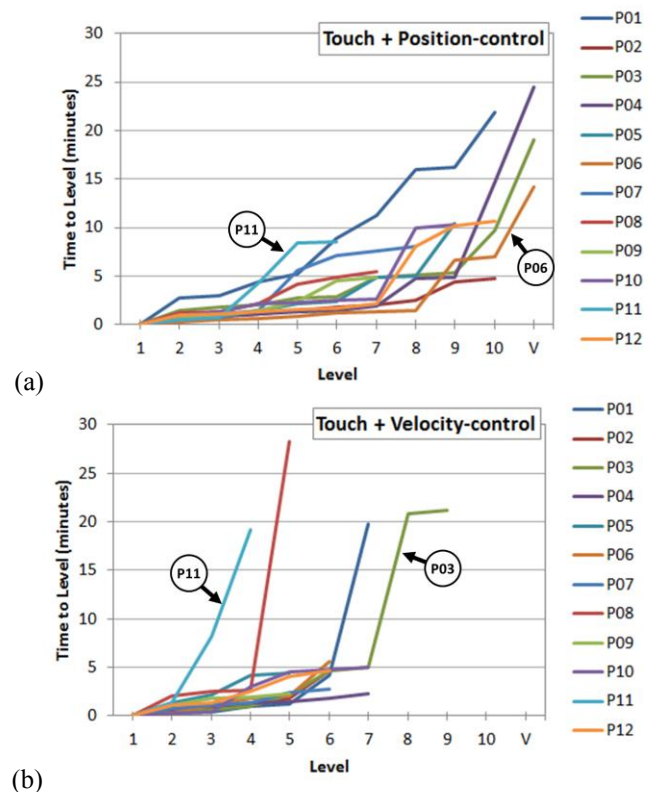 Touch + Position-control
Time to Level (minutes)
30
25
20
15
10
5
0
1 2 3 4 5 6 7 8 9 10 V
Level
P11
P06
P01
P02
P03
P04
P05
P06
P07
P08
P09
P10
P11
P12
(a)
Touch + Velocity-control
Time to Level (minutes)
30
25
20
15
10
5
0
1 2 3 4 5 6 7 8 9 10 V
Level
P11
P03
P01
P02
P03
P04
P05
P06
P07
P08
P09
P10
P11
P12
(b)